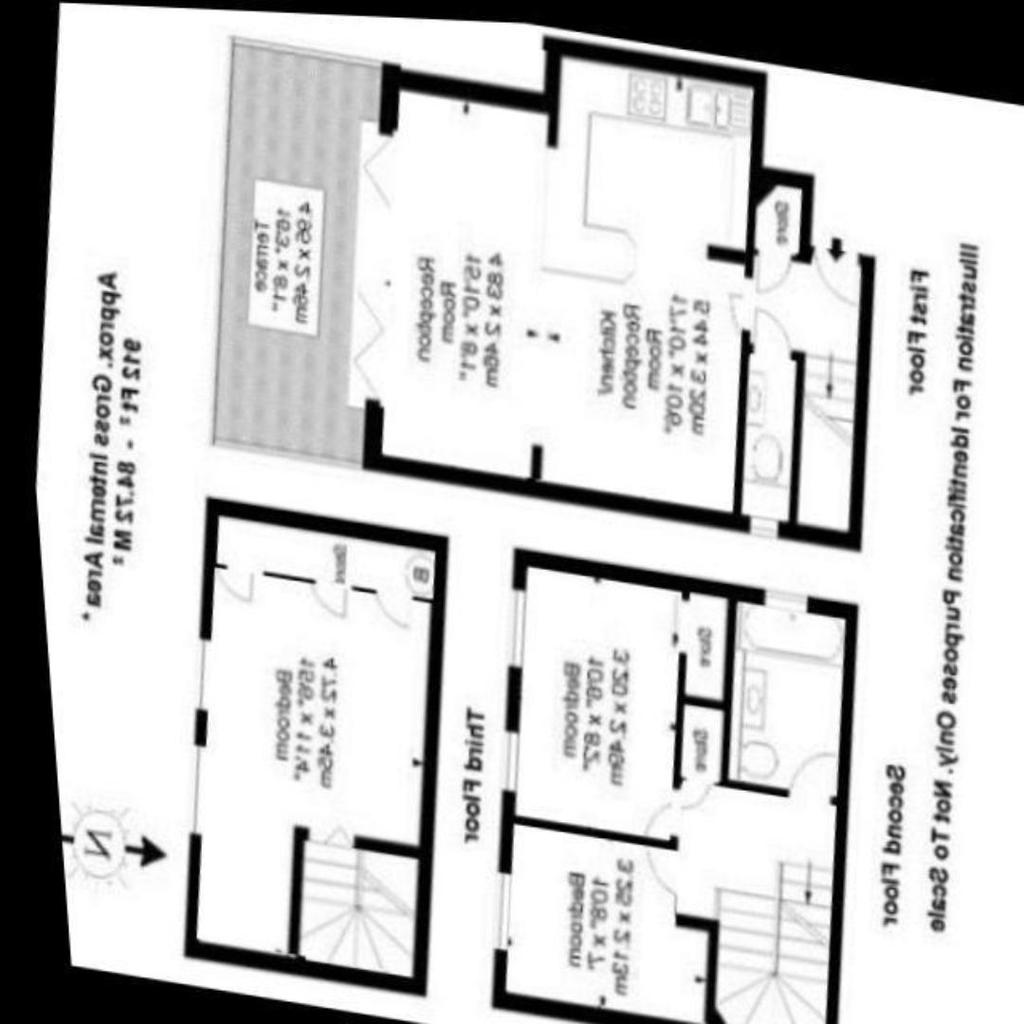 Approx. Gross Internal Area *
912 Ft² - 84.72 M²
Terrace
16.3" x 8.1"
4.95 x 2.46m
Reception
Room
15'10." x 8.1"
4.83 x 2.46m
Kitchen/
Reception
Room
17'10." x 10.6"
5.44 x 3.20m
Store
First Floor
Store
B
Bedroom
15.6." x 11.4"
4.72 x 3.45m
Third Floor
Bedroom
10.6." x 8.2"
3.20 x 2.49m
Store
Store
Bedroom
10.8." x 7.
3.25 x 2.13m
Second Floor
N
Illustration For Identification Purposes Only. Not To Scale